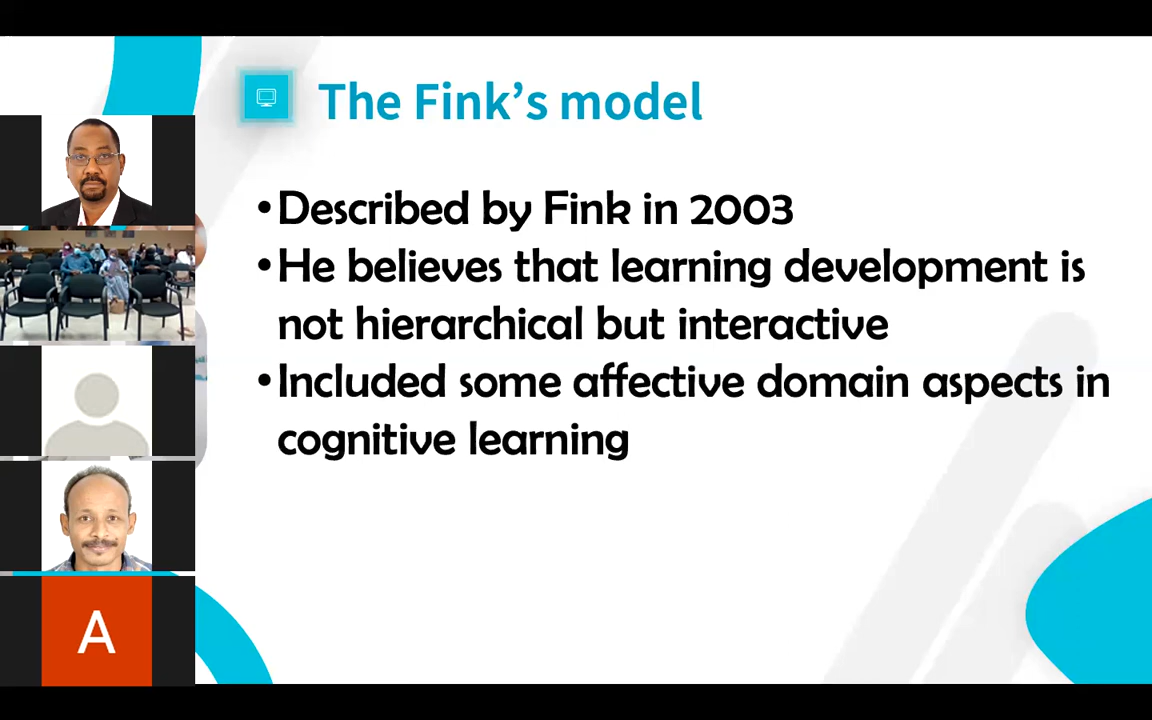 The Fink's model
•Described by Fink in 2003
•He believes that learning development is
not hierarchical but interactive
•Included some affective domain aspects in
cognitive learning
A